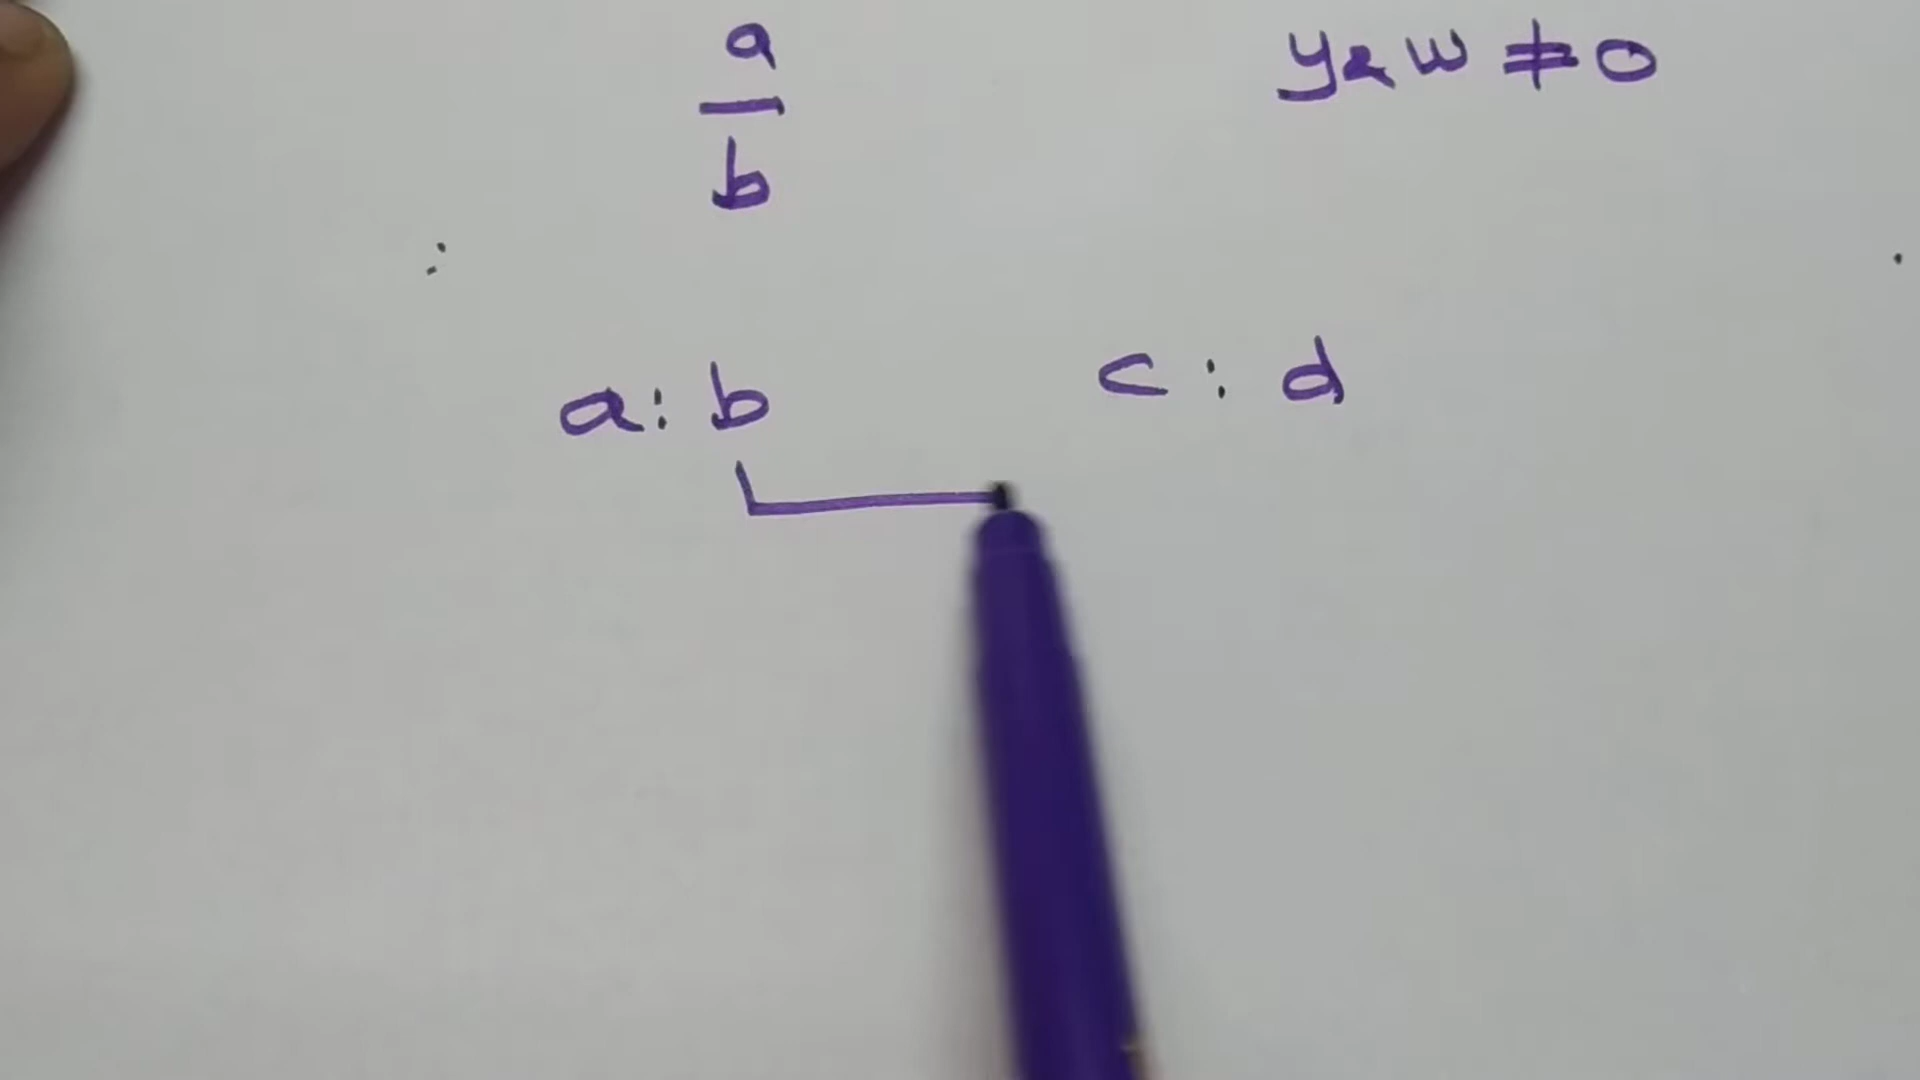 a
—
b
y & w ≠ 0
a : b
c : d